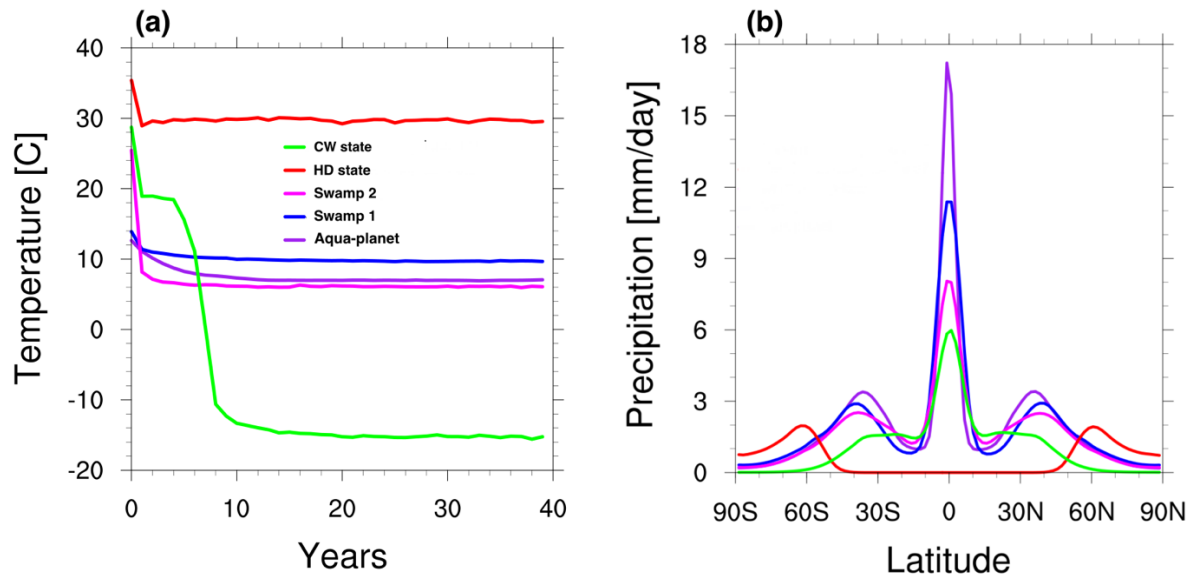 (a)
40
30
20
10
0
-10
-20
Temperature [C]
CW state
HD state
Swamp 2
Swamp 1
Aqua-planet
0 10 20 30 40
Years
(b)
18
15
12
9
6
3
0
Precipitation [mm/day]
90S 60S 30S 0 30N 60N 90N
Latitude